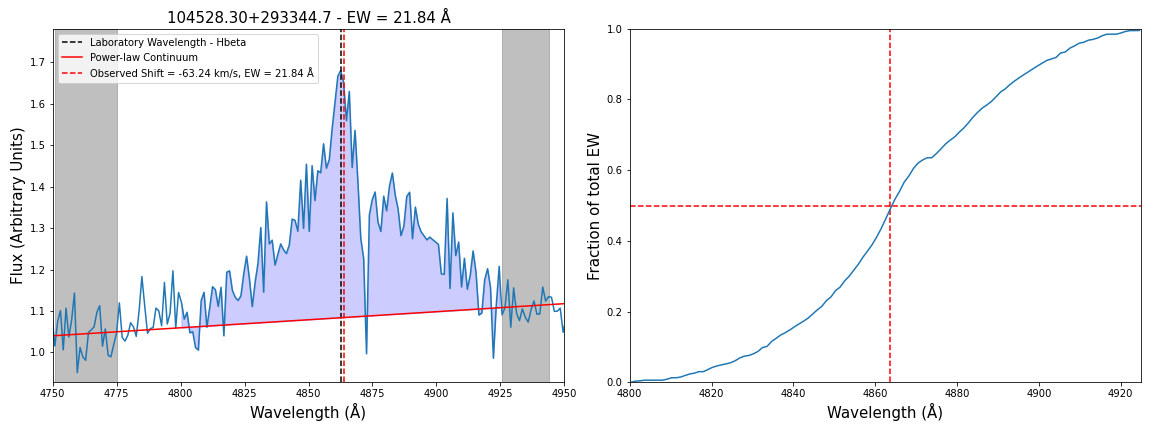 104528.30+293344.7 - EW = 21.84 Å
Laboratory Wavelength - Hbeta
Power-law Continuum
Observed Shift = -63.24 km/s, EW = 21.84 Å
Flux (Arbitrary Units)
1.7
1.6
1.5
1.4
1.3
1.2
1.1
1.0
4750 4775 4800 4825 4850 4875 4900 4925 4950
Wavelength (Å)
Fraction of total EW
1.0
0.8
0.6
0.4
0.2
0.0
4800 4820 4840 4860 4880 4900 4920
Wavelength (Å)